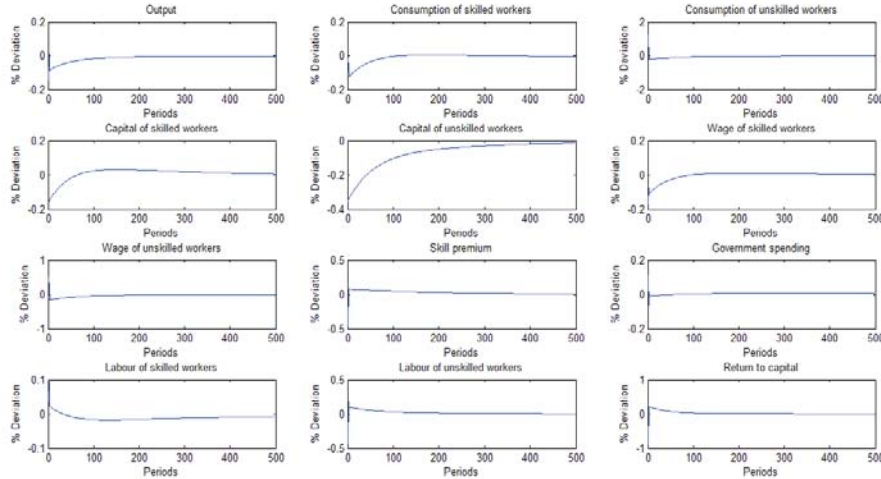 Output
Consumption of skilled workers
Consumption of unskilled workers
% Deviation
0.2
0
-0.2
0 100 200 300 400 500
Periods
% Deviation
0.2
0
-0.2
0 100 200 300 400 500
Periods
% Deviation
2
0
-2
0 100 200 300 400 500
Periods
Capital of skilled workers
Capital of unskilled workers
Wage of skilled workers
% Deviation
0.2
0
-0.2
0 100 200 300 400 500
Periods
% Deviation
0
-0.2
-0.4
0 100 200 300 400 500
Periods
% Deviation
0.2
0
-0.2
0 100 200 300 400 500
Periods
Wage of unskilled workers
Skill premium
Government spending
% Deviation
1
0
-1
0 100 200 300 400 500
Periods
% Deviation
0.5
0
-0.5
0 100 200 300 400 500
Periods
% Deviation
0.2
0
-0.2
0 100 200 300 400 500
Periods
Labour of skilled workers
Labour of unskilled workers
Return to capital
% Deviation
0.1
0
-0.1
0 100 200 300 400 500
Periods
% Deviation
0.5
0
-0.5
0 100 200 300 400 500
Periods
% Deviation
1
0
-1
0 100 200 300 400 500
Periods